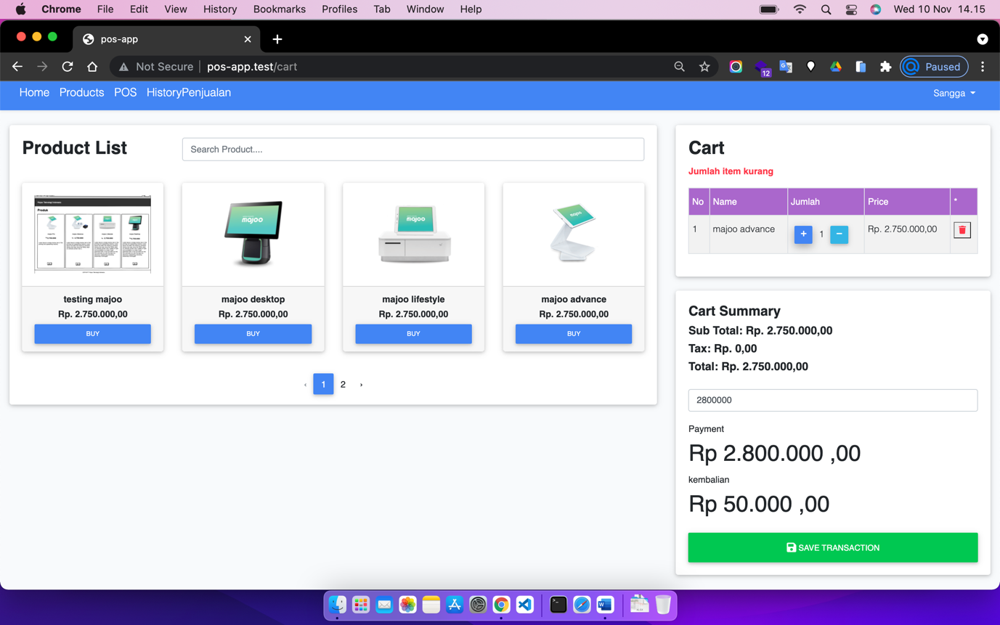 Chrome File Edit View History Bookmarks Profiles Tab Window Help Wed 10 Nov 14.15
pos-app
Not Secure pos-app.test/cart
12
Paused
Home Products POS HistoryPenjualan Sangga
Product List
Search Product....
majoo
majoo
majoo
testing majoo
Rp. 2.750.000,00
BUY
majoo desktop
Rp. 2.750.000,00
BUY
majoo lifestyle
Rp. 2.750.000,00
BUY
majoo advance
Rp. 2.750.000,00
BUY
‹ 1 2 ›
Cart
Jumlah item kurang
No Name Jumlah Price *
1 majoo advance + 1 − Rp. 2.750.000,00
Cart Summary
Sub Total: Rp. 2.750.000,00
Tax: Rp. 0,00
Total: Rp. 2.750.000,00
2800000
Payment
Rp 2.800.000 ,00
kembalian
Rp 50.000 ,00
SAVE TRANSACTION